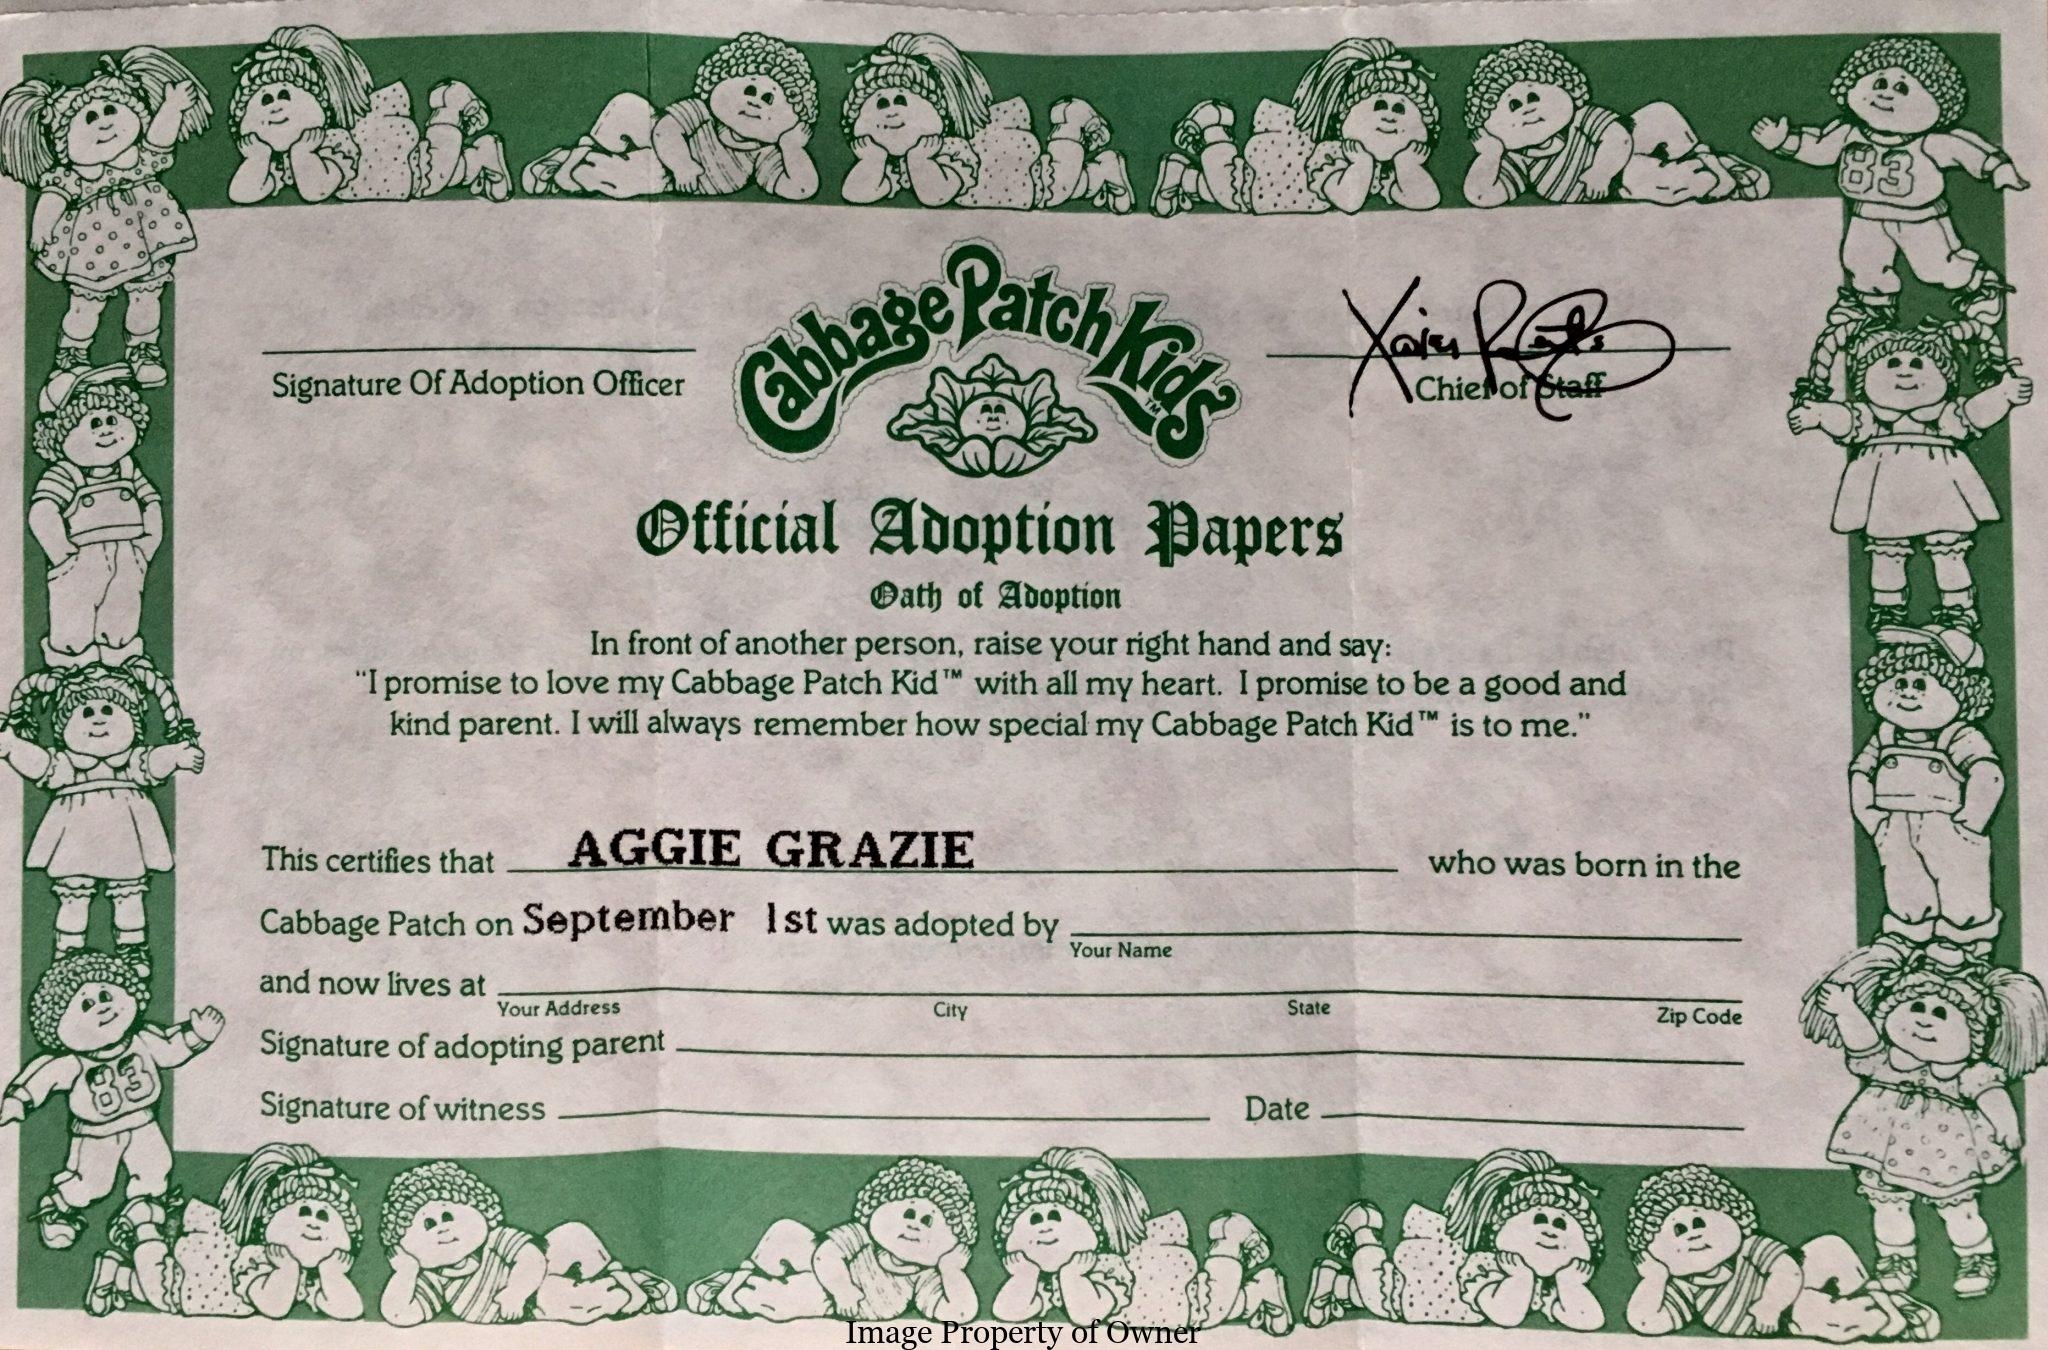 83
Cabbage Patch Kids™
Signature Of Adoption Officer
Xavier Roberts
Chief of Staff
Official Adoption Papers
Oath of Adoption
In front of another person, raise your right hand and say:
"I promise to love my Cabbage Patch Kid™ with all my heart. I promise to be a good and
kind parent. I will always remember how special my Cabbage Patch Kid™ is to me."
This certifies that AGGIE GRAZIE who was born in the
Cabbage Patch on September 1st was adopted by
Your Name
and now lives at
Your Address City State Zip Code
Signature of adopting parent
83
Signature of witness Date
Image Property of Owner